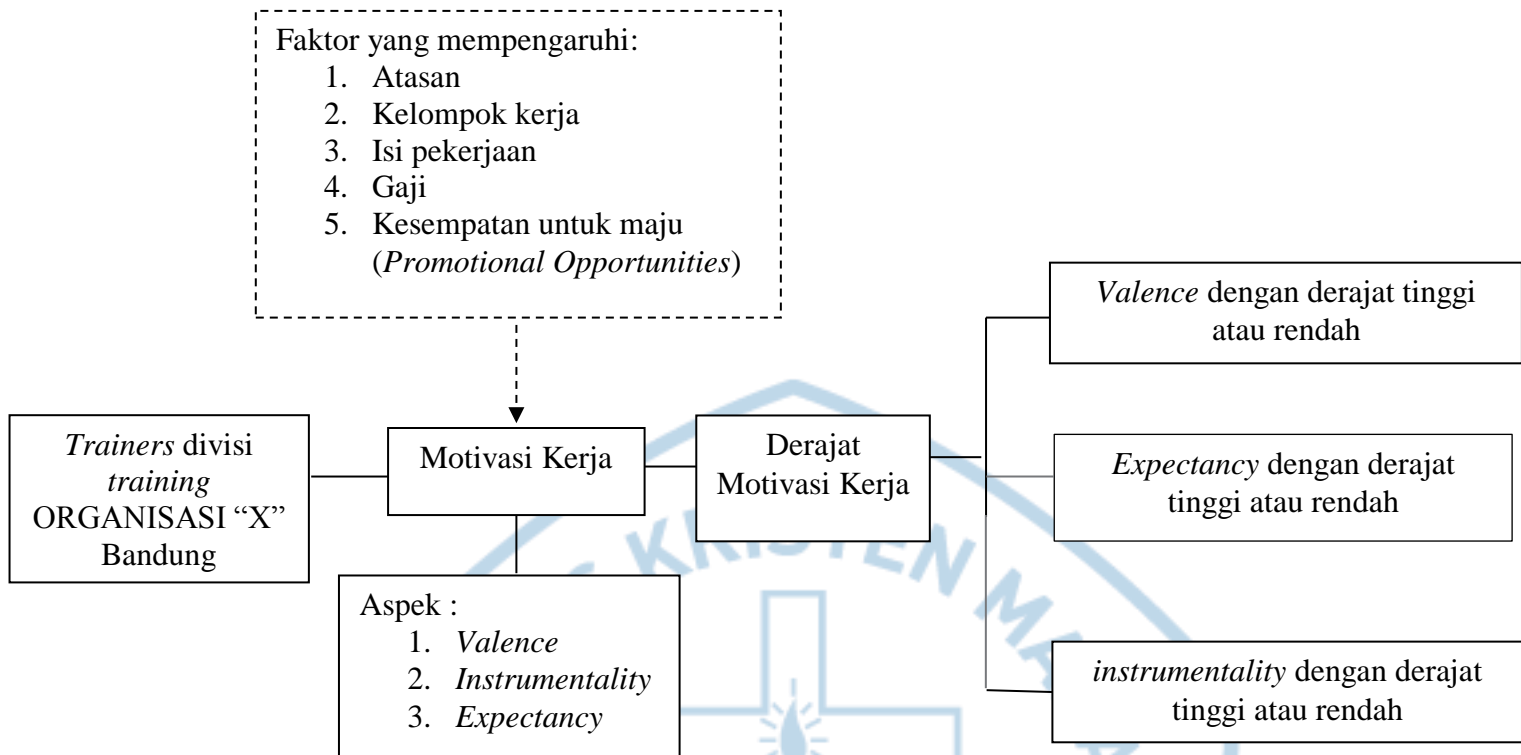 Faktor yang mempengaruhi:
1. Atasan
2. Kelompok kerja
3. Isi pekerjaan
4. Gaji
5. Kesempatan untuk maju
(Promotional Opportunities)
Valence dengan derajat tinggi
atau rendah
Trainers divisi
training
ORGANISASI “X”
Bandung
Motivasi Kerja
Derajat
Motivasi Kerja
Expectancy dengan derajat
tinggi atau rendah
Aspek :
1. Valence
2. Instrumentality
3. Expectancy
instrumentality dengan derajat
tinggi atau rendah
KRISTEN